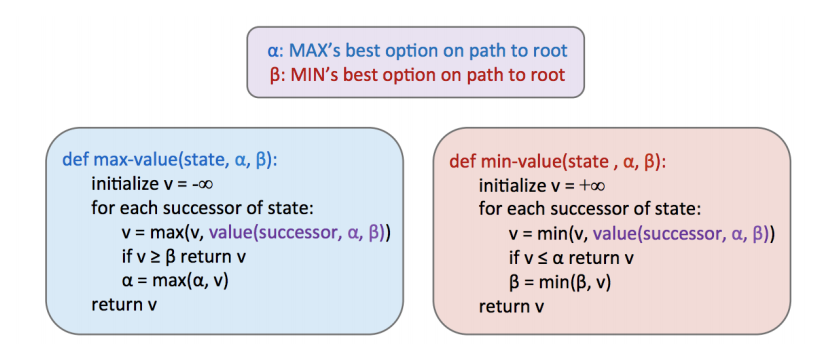 α: MAX's best option on path to root
β: MIN's best option on path to root
def max-value(state, α, β):
initialize v = -∞
for each successor of state:
v = max(v, value(successor, α, β))
if v ≥ β return v
α = max(α, v)
return v
def min-value(state , α, β):
initialize v = +∞
for each successor of state:
v = min(v, value(successor, α, β))
if v ≤ α return v
β = min(β, v)
return v